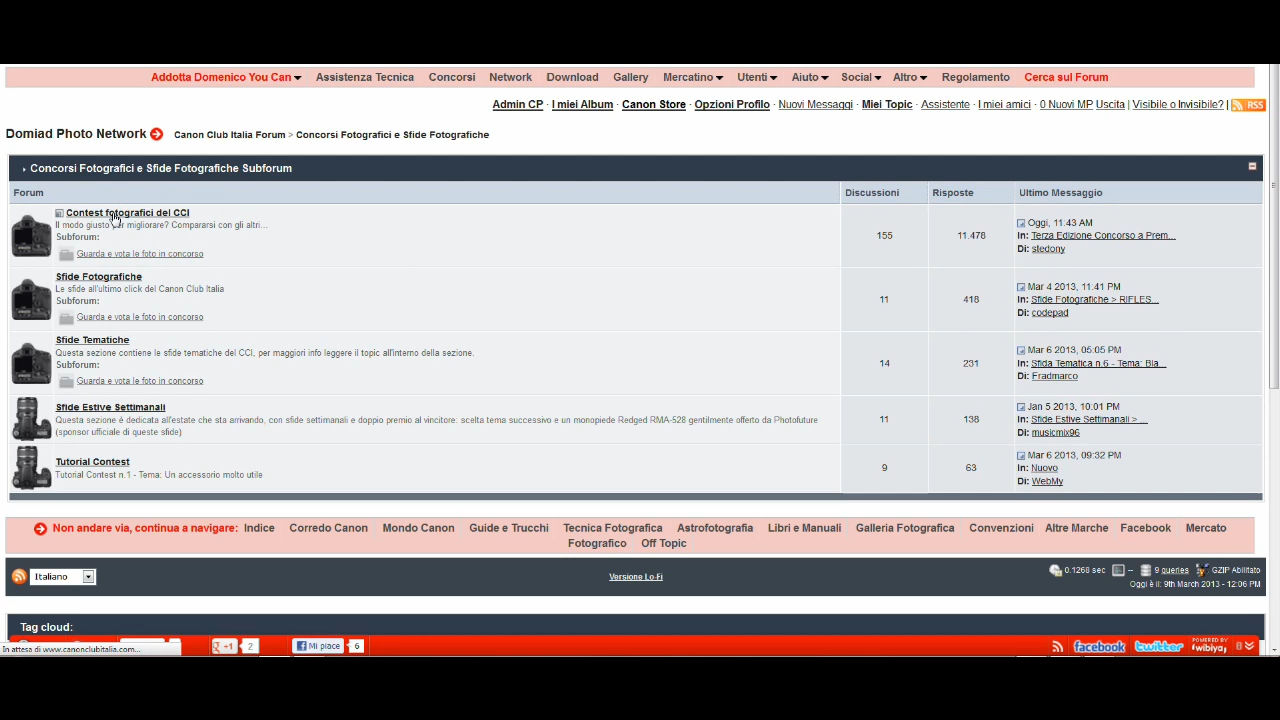 Addotta Domenico You Can Assistenza Tecnica Concorsi Network Download Gallery Mercatino Utenti Aiuto Social Altro Regolamento Cerca sul Forum
Admin CP · I miei Album · Canon Store · Opzioni Profilo · Nuovi Messaggi · Miei Topic · Assistente · I miei amici · 0 Nuovi MP Uscita | Visibile o Invisibile? | RSS
Domiad Photo Network Canon Club Italia Forum > Concorsi Fotografici e Sfide Fotografiche
Concorsi Fotografici e Sfide Fotografiche Subforum
Forum Discussioni Risposte Ultimo Messaggio
Contest fotografici del CCI
Il modo giusto per migliorare? Compararsi con gli altri...
Subforum:
Guarda e vota le foto in concorso
155 11.478
Oggi, 11:43 AM
In: Terza Edizione Concorso a Prem...
Di: stedony
Sfide Fotografiche
Le sfide all'ultimo click del Canon Club Italia
Subforum:
Guarda e vota le foto in concorso
11 418
Mar 4 2013, 11:41 PM
In: Sfide Fotografiche > RIFLES...
Di: codepad
Sfide Tematiche
Questa sezione contiene le sfide tematiche del CCI, per maggiori info leggere il topic all'interno della sezione.
Subforum:
Guarda e vota le foto in concorso
14 231
Mar 6 2013, 05:05 PM
In: Sfida Tematica n.6 - Tema: Bia...
Di: Fradmarco
Sfide Estive Settimanali
Questa sezione é dedicata all'estate che sta arrivando, con sfide settimanali e doppio premio al vincitore: scelta tema successivo e un monopiede Redged RMA-528 gentilmente offerto da Photofuture
(sponsor ufficiale di queste sfide)
11 138
Jan 5 2013, 10:01 PM
In: Sfide Estive Settimanali > ...
Di: musicmix96
Tutorial Contest
Tutorial Contest n.1 - Tema: Un accessorio molto utile
9 63
Mar 6 2013, 09:32 PM
In: Nuovo
Di: WebMy
Non andare via, continua a navigare: Indice Corredo Canon Mondo Canon Guide e Trucchi Tecnica Fotografica Astrofotografia Libri e Manuali Galleria Fotografica Convenzioni Altre Marche Facebook Mercato
Fotografico Off Topic
Italiano Versione Lo-Fi 0.1268 sec -- 9 queries GZIP Abilitato
Oggi è il: 9th March 2013 - 12:06 PM
Tag cloud:
In attesa di www.canonclubitalia.com...
+1 2 Mi piace 6 facebook twitter POWERED BY wibiya